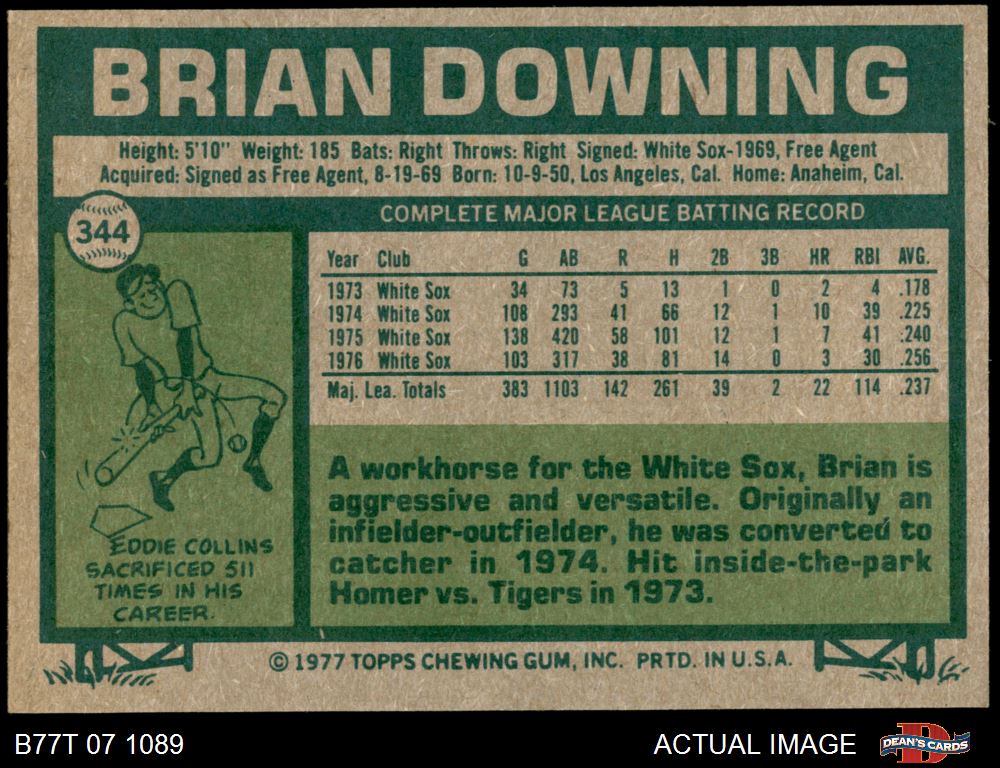 BRIAN DOWNING
Height: 5'10" Weight: 185 Bats: Right Throws: Right Signed: White Sox-1969, Free Agent
Acquired: Signed as Free Agent, 8-19-69 Born: 10-9-50, Los Angeles, Cal. Home: Anaheim, Cal.
344
COMPLETE MAJOR LEAGUE BATTING RECORD
Year Club G AB R H 2B 3B HR RBI AVG.
1973 White Sox 34 73 5 13 1 0 2 4 .178
1974 White Sox 108 293 41 66 12 1 10 39 .225
1975 White Sox 138 420 58 101 12 1 7 41 .240
1976 White Sox 103 317 38 81 14 0 3 30 .256
Maj. Lea. Totals 383 1103 142 261 39 2 22 114 .237
A workhorse for the White Sox, Brian is
aggressive and versatile. Originally an
infielder-outfielder, he was converted to
catcher in 1974. Hit inside-the-park
Homer vs. Tigers in 1973.
EDDIE COLLINS
SACRIFICED 511
TIMES IN HIS
CAREER.
© 1977 TOPPS CHEWING GUM, INC. PRTD. IN U.S.A.
B77T 07 1089
ACTUAL IMAGE
D
DEAN'S CARDS